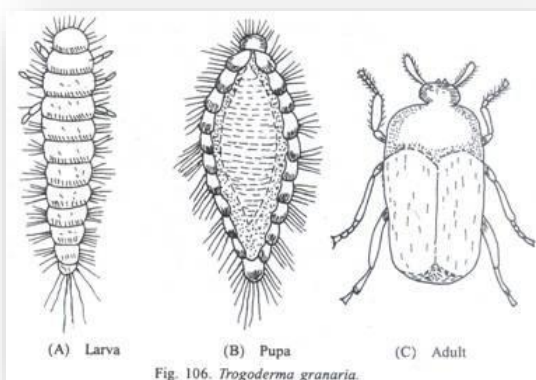 (A) Larva (B) Pupa (C) Adult
Fig. 106. Trogoderma granaria.